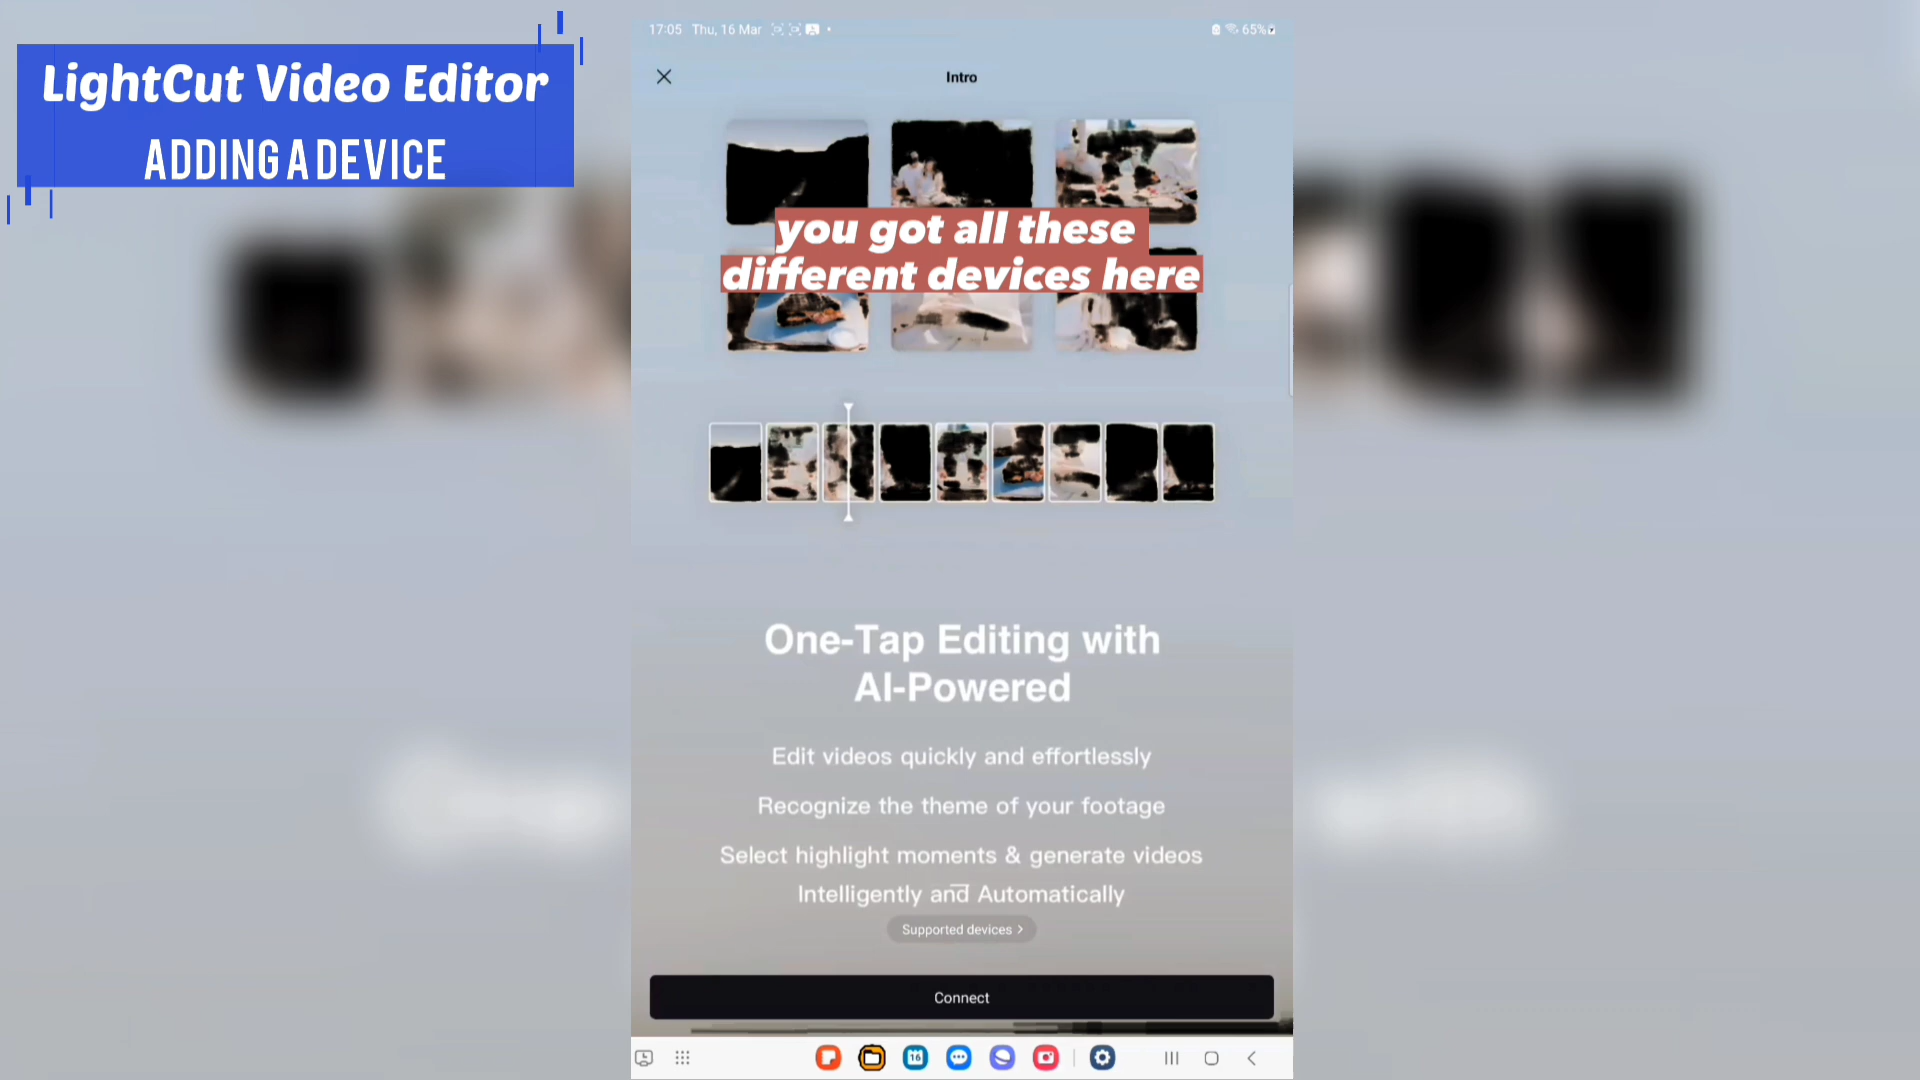 LightCut Video Editor
ADDING A DEVICE
17:05 Thu, 16 Mar
65%
Intro
you got all these
different devices here
One-Tap Editing with
AI-Powered
Edit videos quickly and effortlessly
Recognize the theme of your footage
Select highlight moments & generate videos
Intelligently and Automatically
Supported devices >
Connect
16